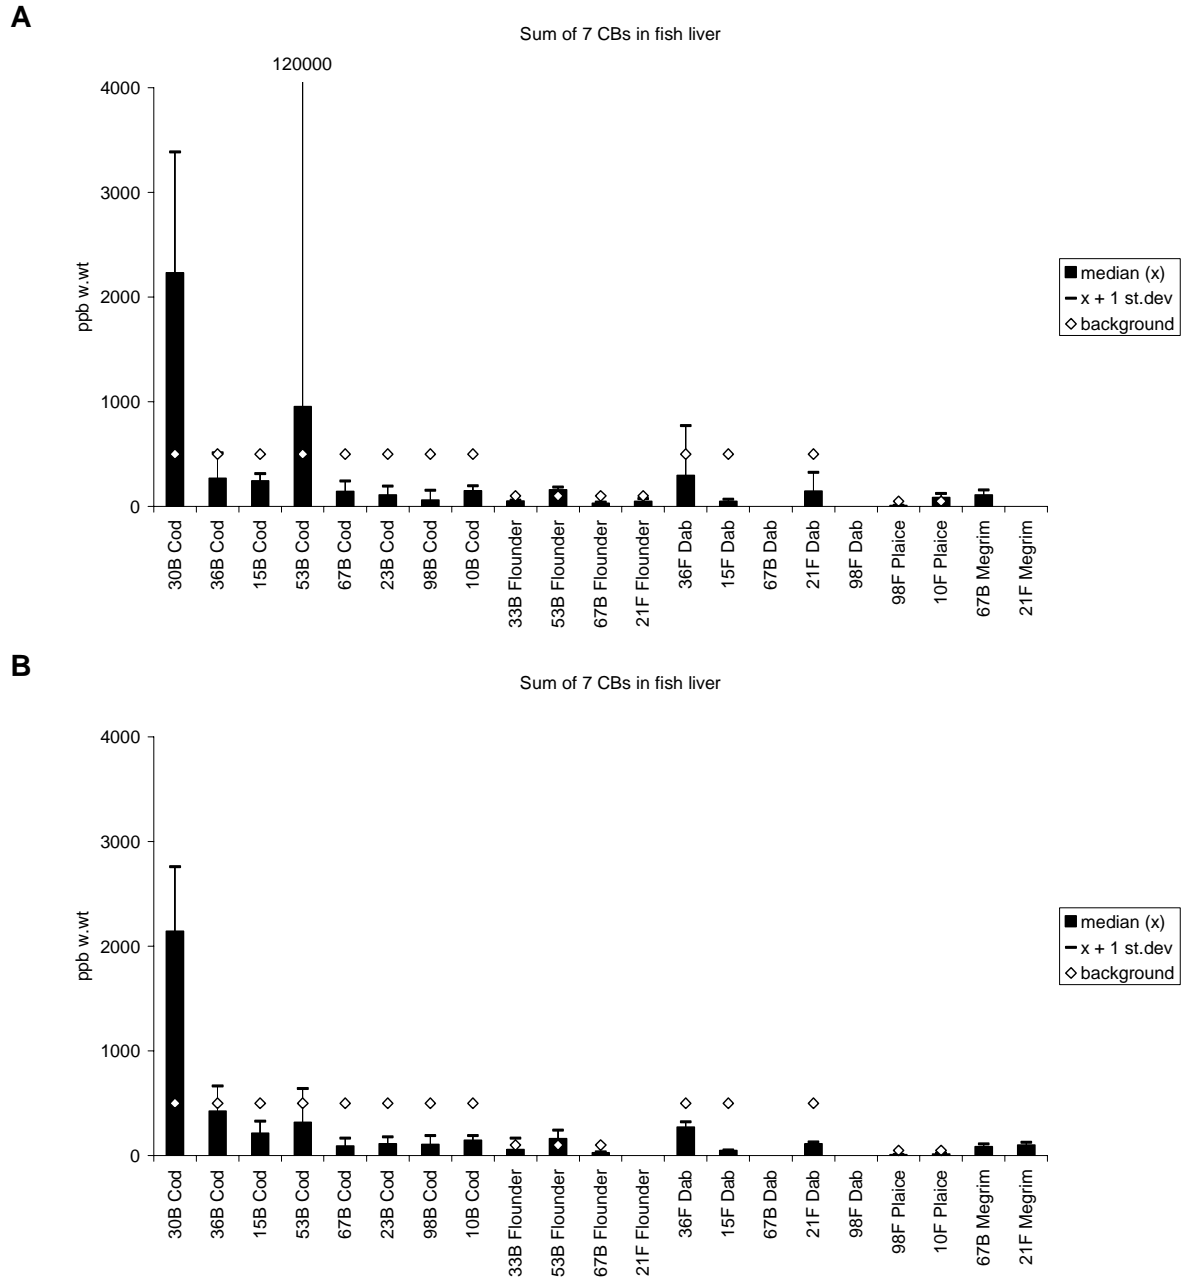 A
Sum of 7 CBs in fish liver
120000
4000
3000
2000
1000
0
ppb w.wt
median (x)
x + 1 st.dev
background
30B Cod
36B Cod
15B Cod
53B Cod
67B Cod
23B Cod
98B Cod
10B Cod
33B Flounder
53B Flounder
67B Flounder
21F Flounder
36F Dab
15F Dab
67B Dab
21F Dab
98F Dab
98F Plaice
10F Plaice
67B Megrim
21F Megrim
B
Sum of 7 CBs in fish liver
4000
3000
2000
1000
0
ppb w.wt
median (x)
x + 1 st.dev
background
30B Cod
36B Cod
15B Cod
53B Cod
67B Cod
23B Cod
98B Cod
10B Cod
33B Flounder
53B Flounder
67B Flounder
21F Flounder
36F Dab
15F Dab
67B Dab
21F Dab
98F Dab
98F Plaice
10F Plaice
67B Megrim
21F Megrim